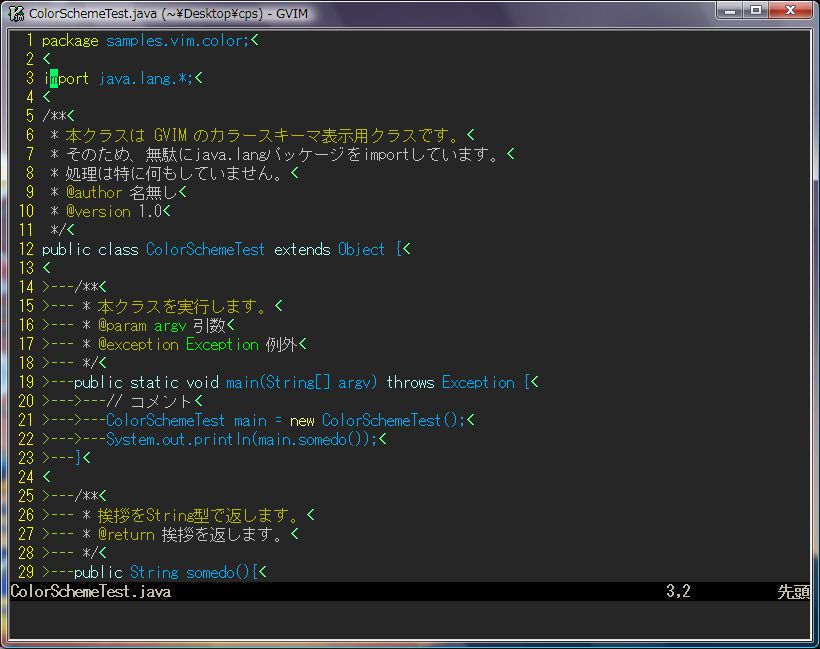 ColorSchemeTest.java (~¥Desktop¥cps) - GVIM
1 package samples.vim.color;<
2 <
3 import java.lang.*;<
4 <
5 /**<
6  * 本クラスは GVIM のカラースキーマ表示用クラスです。<
7  * そのため、無駄にjava.langパッケージをimportしています。<
8  * 処理は特に何もしていません。<
9  * @author 名無し<
10  * @version 1.0<
11  */<
12 public class ColorSchemeTest extends Object {<
13 <
14 >---/**<
15 >--- * 本クラスを実行します。<
16 >--- * @param argv 引数<
17 >--- * @exception Exception 例外<
18 >--- */<
19 >---public static void main(String[] argv) throws Exception {<
20 >--->---// コメント<
21 >--->---ColorSchemeTest main = new ColorSchemeTest();<
22 >--->---System.out.println(main.somedo());<
23 >---}<
24 <
25 >---/**<
26 >--- * 挨拶をString型で返します。<
27 >--- * @return 挨拶を返します。<
28 >--- */<
29 >---public String somedo(){<
ColorSchemeTest.java 3,2 先頭